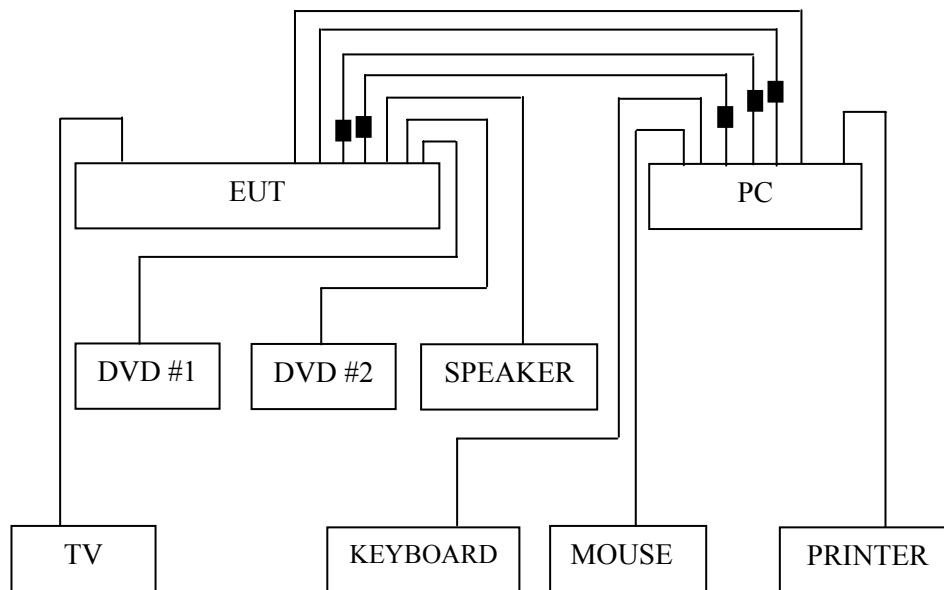 EUT
PC
DVD #1
DVD #2
SPEAKER
TV
KEYBOARD
MOUSE
PRINTER